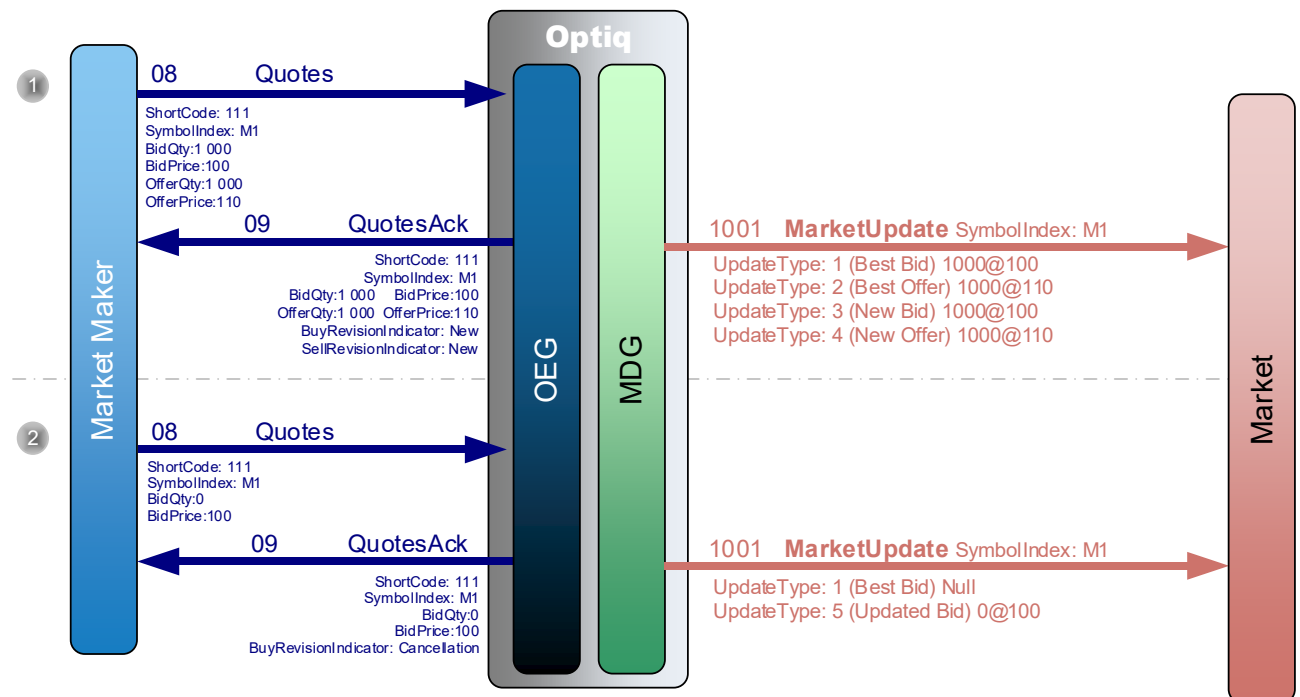 Optiq
1
08 Quotes
ShortCode: 111
SymbolIndex: M1
BidQty:1 000
BidPrice:100
OfferQty:1 000
OfferPrice:110
09 QuotesAck
ShortCode: 111
SymbolIndex: M1
BidQty:1 000 BidPrice:100
OfferQty:1 000 OfferPrice:110
BuyRevisionIndicator: New
SellRevisionIndicator: New
1001 MarketUpdate SymbolIndex: M1
UpdateType: 1 (Best Bid) 1000@100
UpdateType: 2 (Best Offer) 1000@110
UpdateType: 3 (New Bid) 1000@100
UpdateType: 4 (New Offer) 1000@110
Market Maker
OEG
MDG
Market
2
08 Quotes
ShortCode: 111
SymbolIndex: M1
BidQty:0
BidPrice:100
09 QuotesAck
ShortCode: 111
SymbolIndex: M1
BidQty:0
BidPrice:100
BuyRevisionIndicator: Cancellation
1001 MarketUpdate SymbolIndex: M1
UpdateType: 1 (Best Bid) Null
UpdateType: 5 (Updated Bid) 0@100